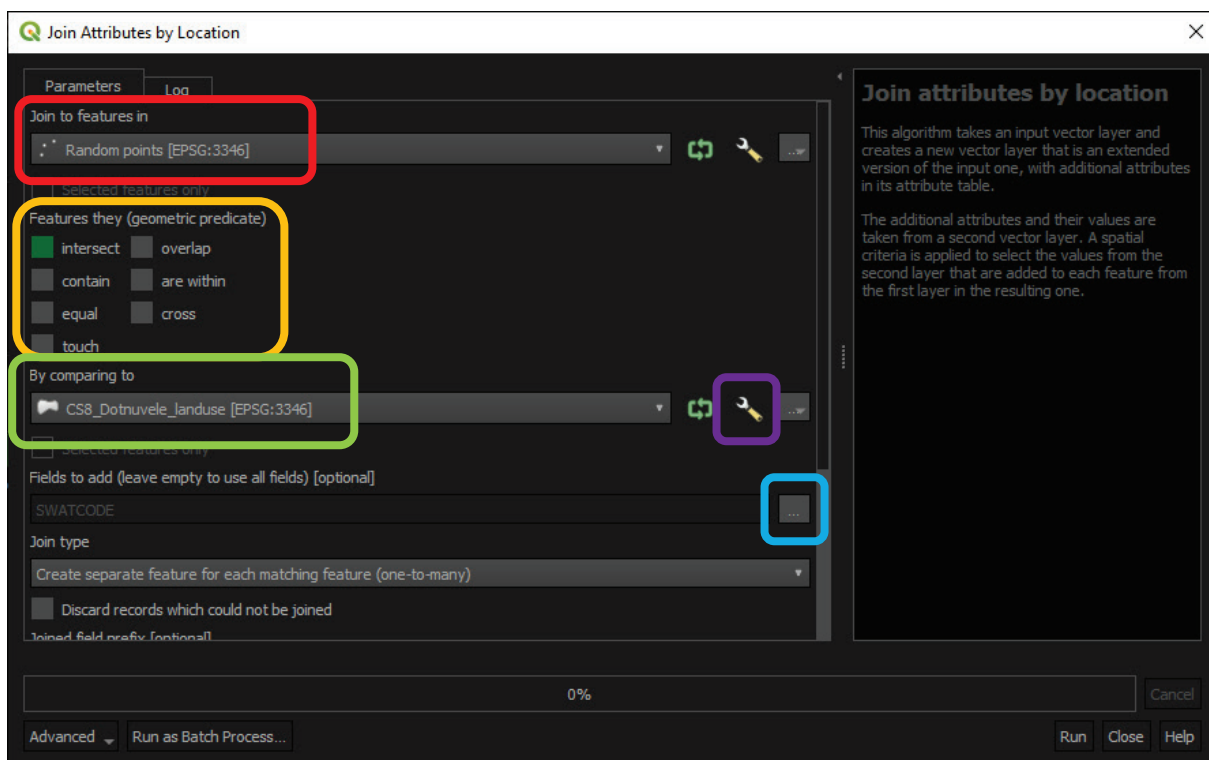 Join Attributes by Location
Parameters
Log
Join to features in
Random points [EPSG:3346]
...
Selected features only
Features they (geometric predicate)
intersect
overlap
contain
are within
equal
cross
touch
By comparing to
CS8_Dotnuvele_landuse [EPSG:3346]
...
Selected features only
Fields to add (leave empty to use all fields) [optional]
SWATCODE
...
Join type
Create separate feature for each matching feature (one-to-many)
Discard records which could not be joined
Joined field prefix [optional]
Join attributes by location
This algorithm takes an input vector layer and
creates a new vector layer that is an extended
version of the input one, with additional attributes
in its attribute table.
The additional attributes and their values are
taken from a second vector layer. A spatial
criteria is applied to select the values from the
second layer that are added to each feature from
the first layer in the resulting one.
0%
Cancel
Advanced
Run as Batch Process...
Run
Close
Help